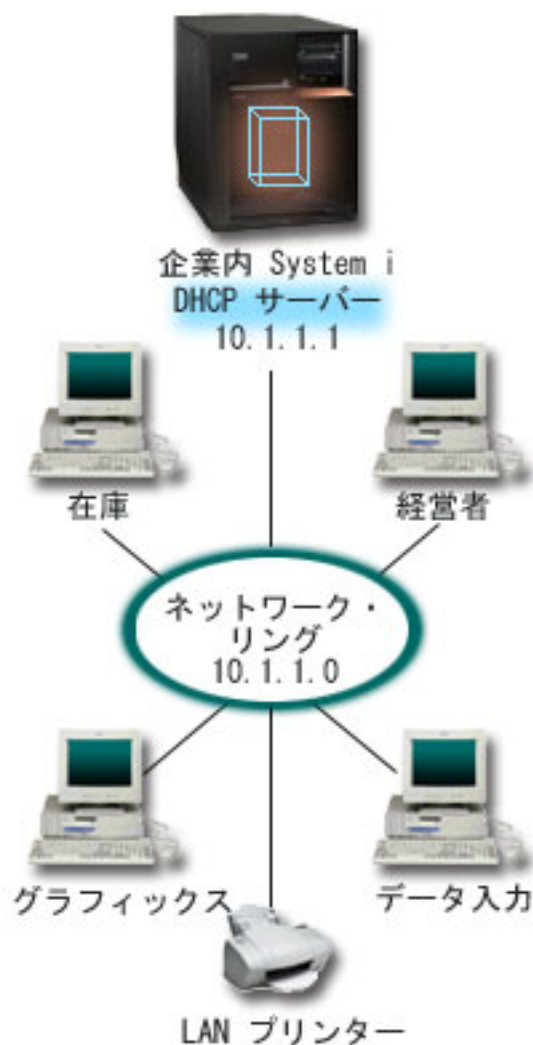 企業内 System i
DHCP サーバー
10.1.1.1
在庫
経営者
ネットワーク・
リング
10.1.1.0
グラフィックス
データ入力
LAN プリンター